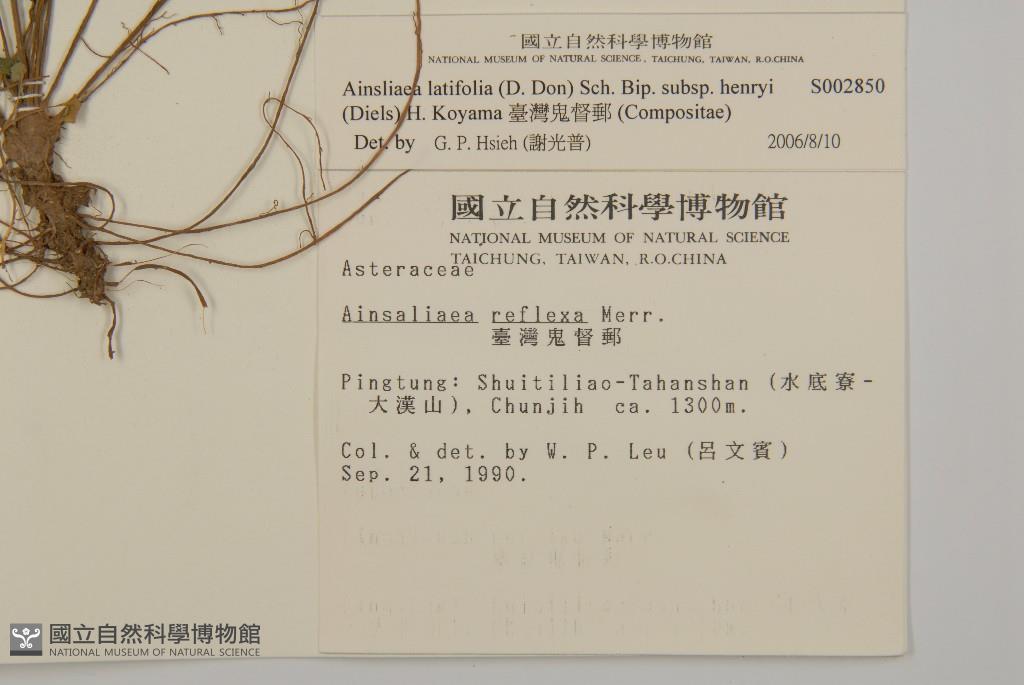 國立自然科學博物館
NATIONAL MUSEUM OF NATURAL SCIENCE, TAICHUNG, TAIWAN, R.O.CHINA
Ainsliaea latifolia (D. Don) Sch. Bip. subsp. henryi S002850
(Diels) H. Koyama 臺灣鬼督郵 (Compositae)
Det. by G. P. Hsieh (謝光普) 2006/8/10
國立自然科學博物館
NATIONAL MUSEUM OF NATURAL SCIENCE
TAICHUNG, TAIWAN, R.O.CHINA
Asteraceae
Ainsaliaea reflexa Merr.
臺灣鬼督郵
Pingtung: Shuitiliao-Tahanshan (水底寮-
大漢山), Chunjih ca. 1300m.
Col. & det. by W. P. Leu (呂文賓)
Sep. 21, 1990.
國立自然科學博物館
NATIONAL MUSEUM OF NATURAL SCIENCE